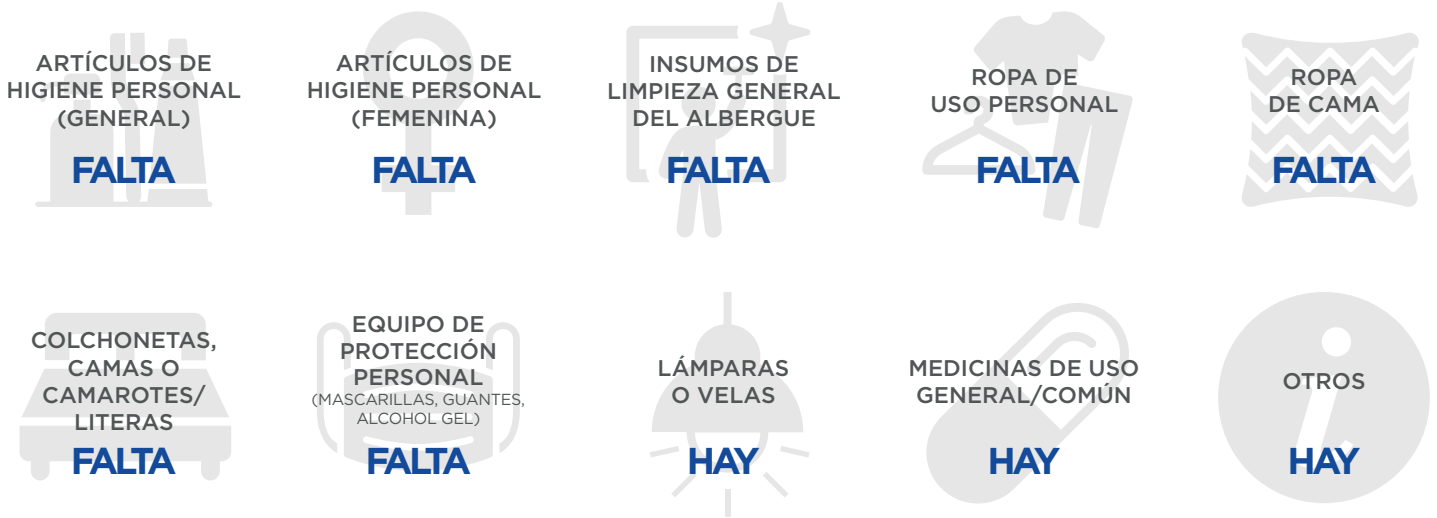 ARTÍCULOS DE
HIGIENE PERSONAL
(GENERAL)
FALTA
ARTÍCULOS DE
HIGIENE PERSONAL
(FEMENINA)
FALTA
INSUMOS DE
LIMPIEZA GENERAL
DEL ALBERGUE
FALTA
ROPA DE
USO PERSONAL
FALTA
ROPA
DE CAMA
FALTA
COLCHONETAS,
CAMAS O
CAMAROTES/
LITERAS
FALTA
EQUIPO DE
PROTECCIÓN
PERSONAL
(MASCARILLAS, GUANTES,
ALCOHOL GEL)
FALTA
LÁMPARAS
O VELAS
HAY
MEDICINAS DE USO
GENERAL/COMÚN
HAY
OTROS
HAY